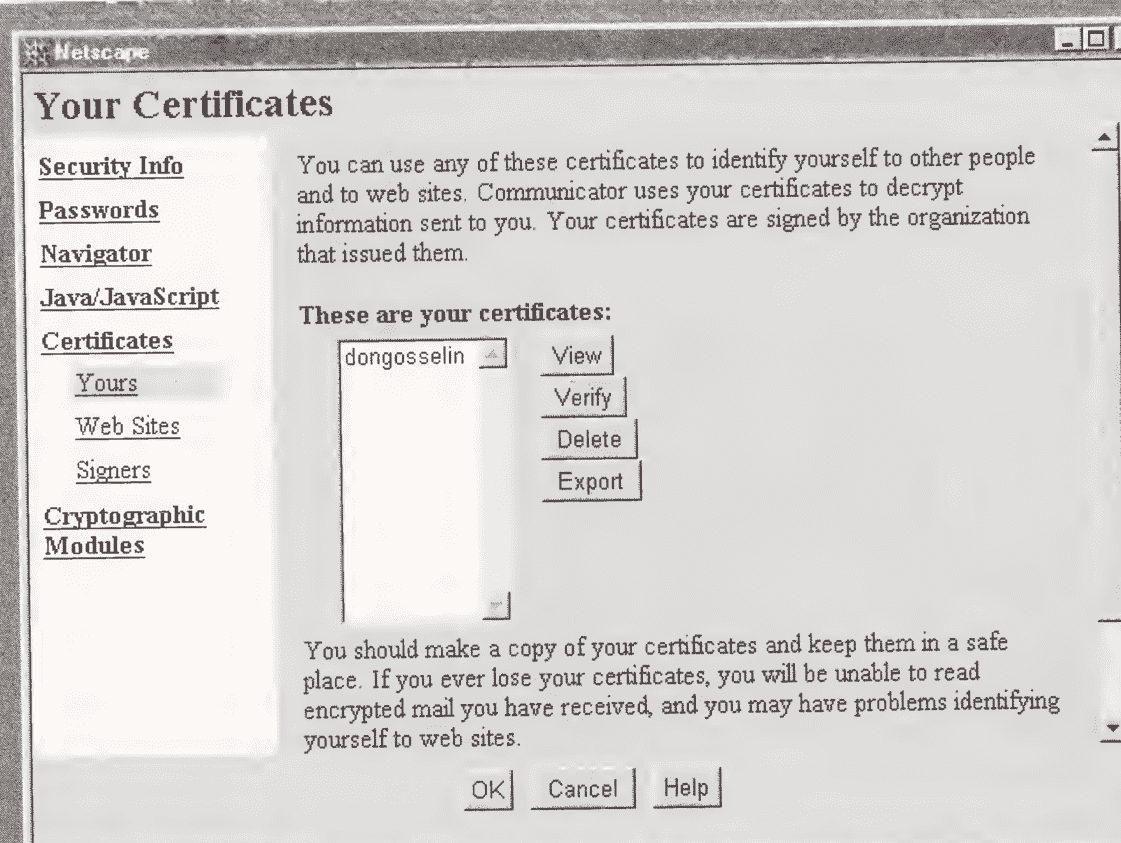 Netscape
Your Certificates
Security Info
Passwords
Navigator
Java/JavaScript
Certificates
Yours
Web Sites
Signers
Cryptographic
Modules
You can use any of these certificates to identify yourself to other people
and to web sites. Communicator uses your certificates to decrypt
information sent to you. Your certificates are signed by the organization
that issued them.
These are your certificates:
dongosselin
View
Verify
Delete
Export
You should make a copy of your certificates and keep them in a safe
place. If you ever lose your certificates, you will be unable to read
encrypted mail you have received, and you may have problems identifying
yourself to web sites.
OK Cancel Help